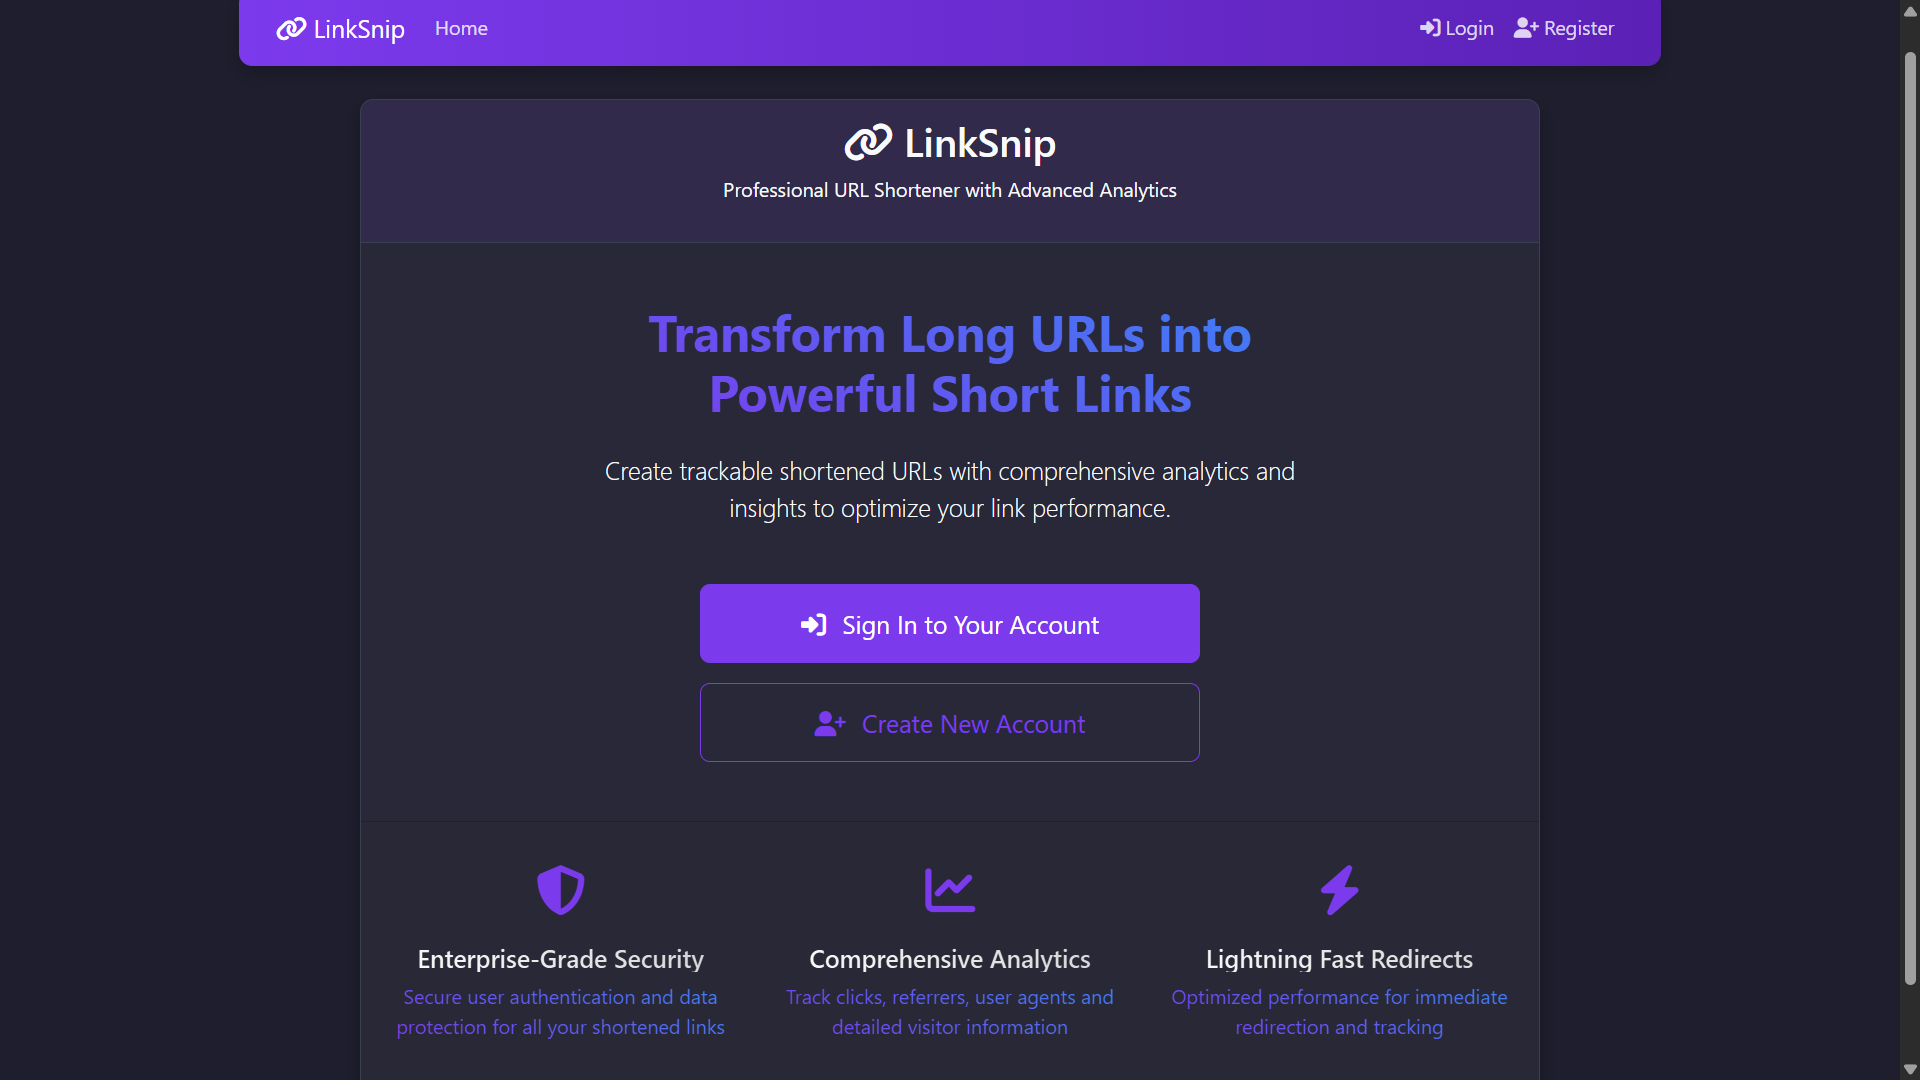 LinkSnip
Home
Login
Register
LinkSnip
Professional URL Shortener with Advanced Analytics
Transform Long URLs into
Powerful Short Links
Create trackable shortened URLs with comprehensive analytics and
insights to optimize your link performance.
Sign In to Your Account
Create New Account
Enterprise-Grade Security
Secure user authentication and data
protection for all your shortened links
Comprehensive Analytics
Track clicks, referrers, user agents and
detailed visitor information
Lightning Fast Redirects
Optimized performance for immediate
redirection and tracking